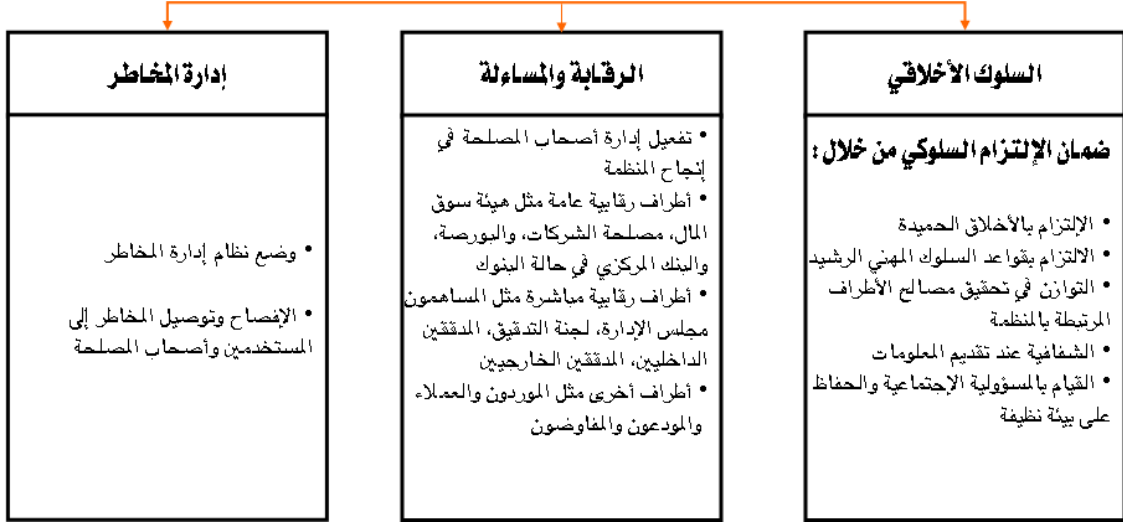 السلوك الأخلاقي
ضمان الإلتزام السلوكي من خلال :
• الإلتزام بالأخلاق الحميدة
• الالتزام بقواعد السلوك المهني الرشيد
• التوازن في تحقيق مصالح الأطراف
المرتبطة بالمنظمة
• الشفافية عند تقديم المعلومات
• القيام بالمسؤولية الإجتماعية والحفاظ
على بيئة نظيفة
الرقابة والمساءلة
• تفعيل إدارة أصحاب المصلحة في
إنجاح المنظمة
• أطراف رقابية عامة مثل هيئة سوق
المال، مصلحة الشركات، والبورصة،
والبنك المركزي في حالة البنوك
• أطراف رقابية مباشرة مثل المساهمون
مجلس الإدارة، لجنة التدقيق، المدققين
الداخليين، المدققين الخارجيين
• أطراف أخرى مثل الموردون والعملاء
والمودعون والمفاوضون
إدارة المخاطر
• وضع نظام إدارة المخاطر
• الإفصاح وتوصيل المخاطر إلى
المستخدمين وأصحاب المصلحة